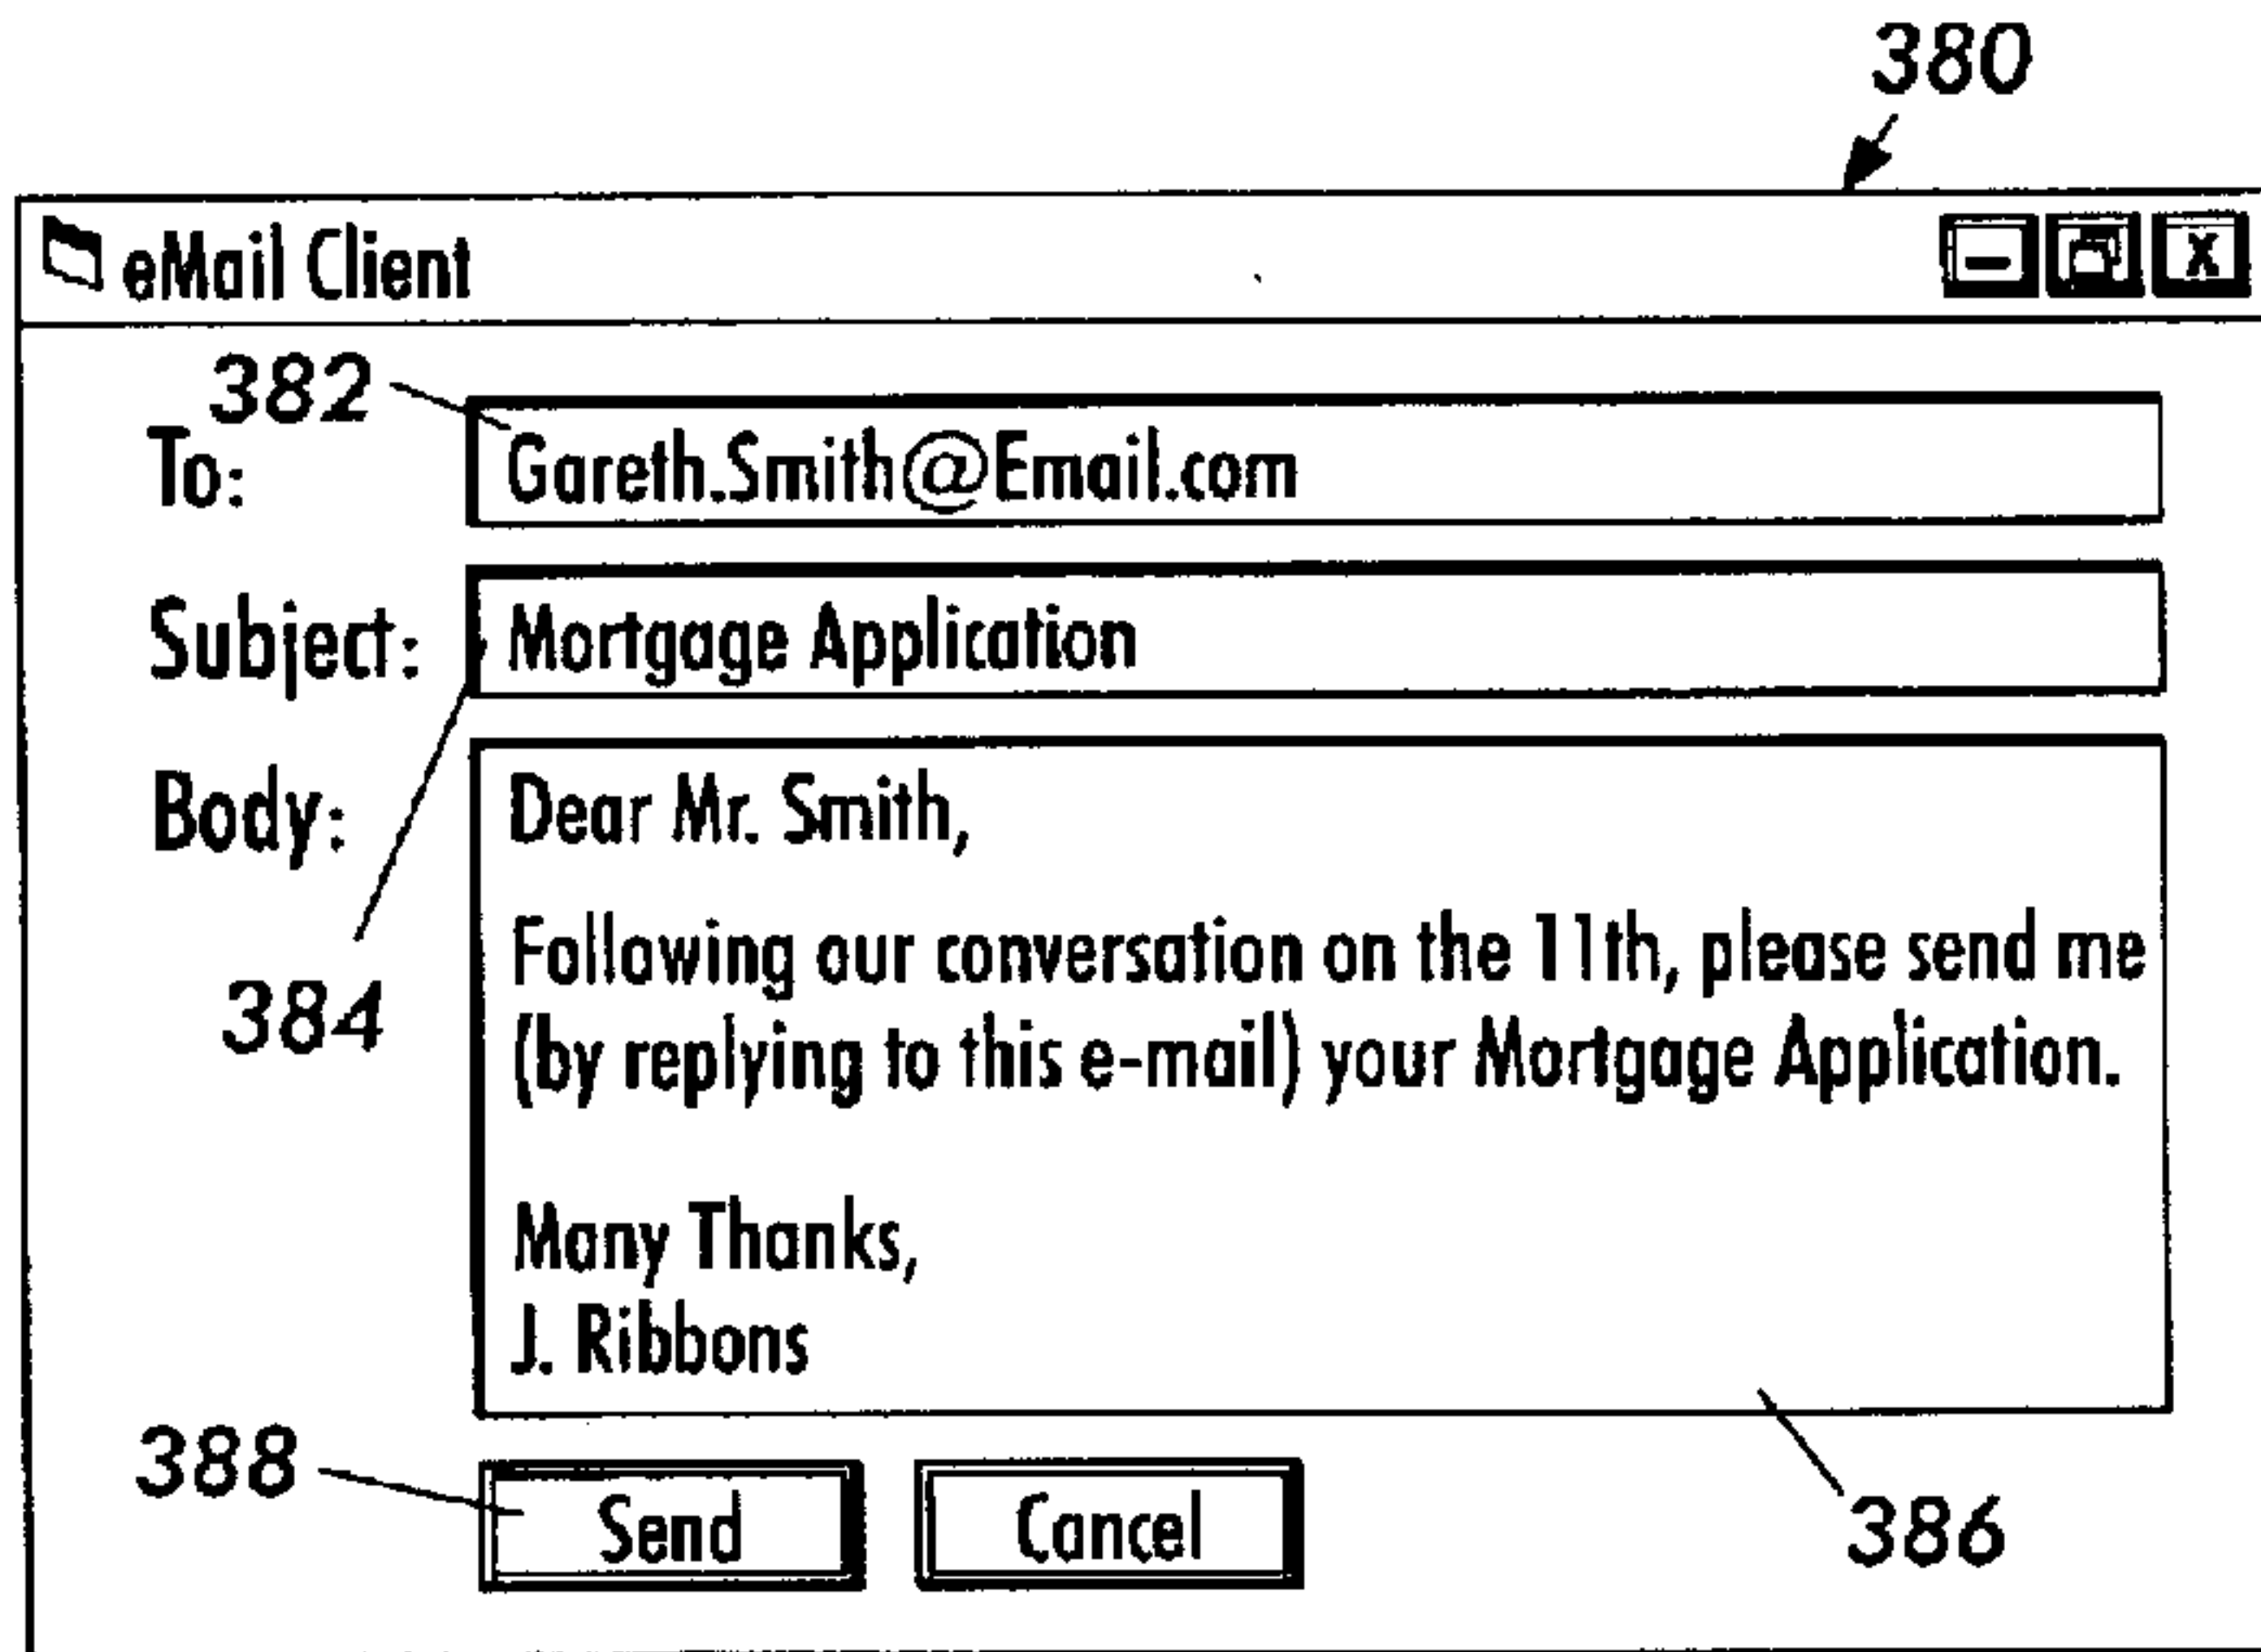 380
eMail Client
382
To: Gareth.Smith@Email.com
Subject: Mortgage Application
Body: Dear Mr. Smith,
Following our conversation on the 11th, please send me
(by replying to this e-mail) your Mortgage Application.
384
Many Thanks,
J. Ribbons
388
Send Cancel
386